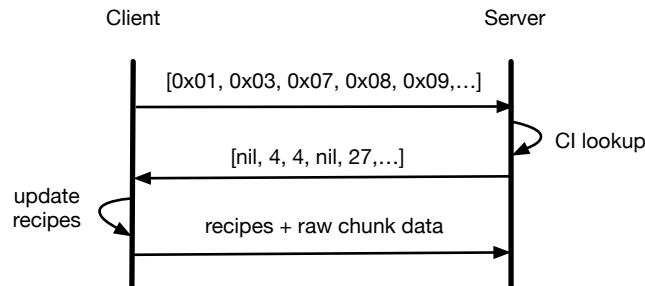 Client
Server
[0x01, 0x03, 0x07, 0x08, 0x09,…]
CI lookup
[nil, 4, 4, nil, 27,…]
update
recipes
recipes + raw chunk data